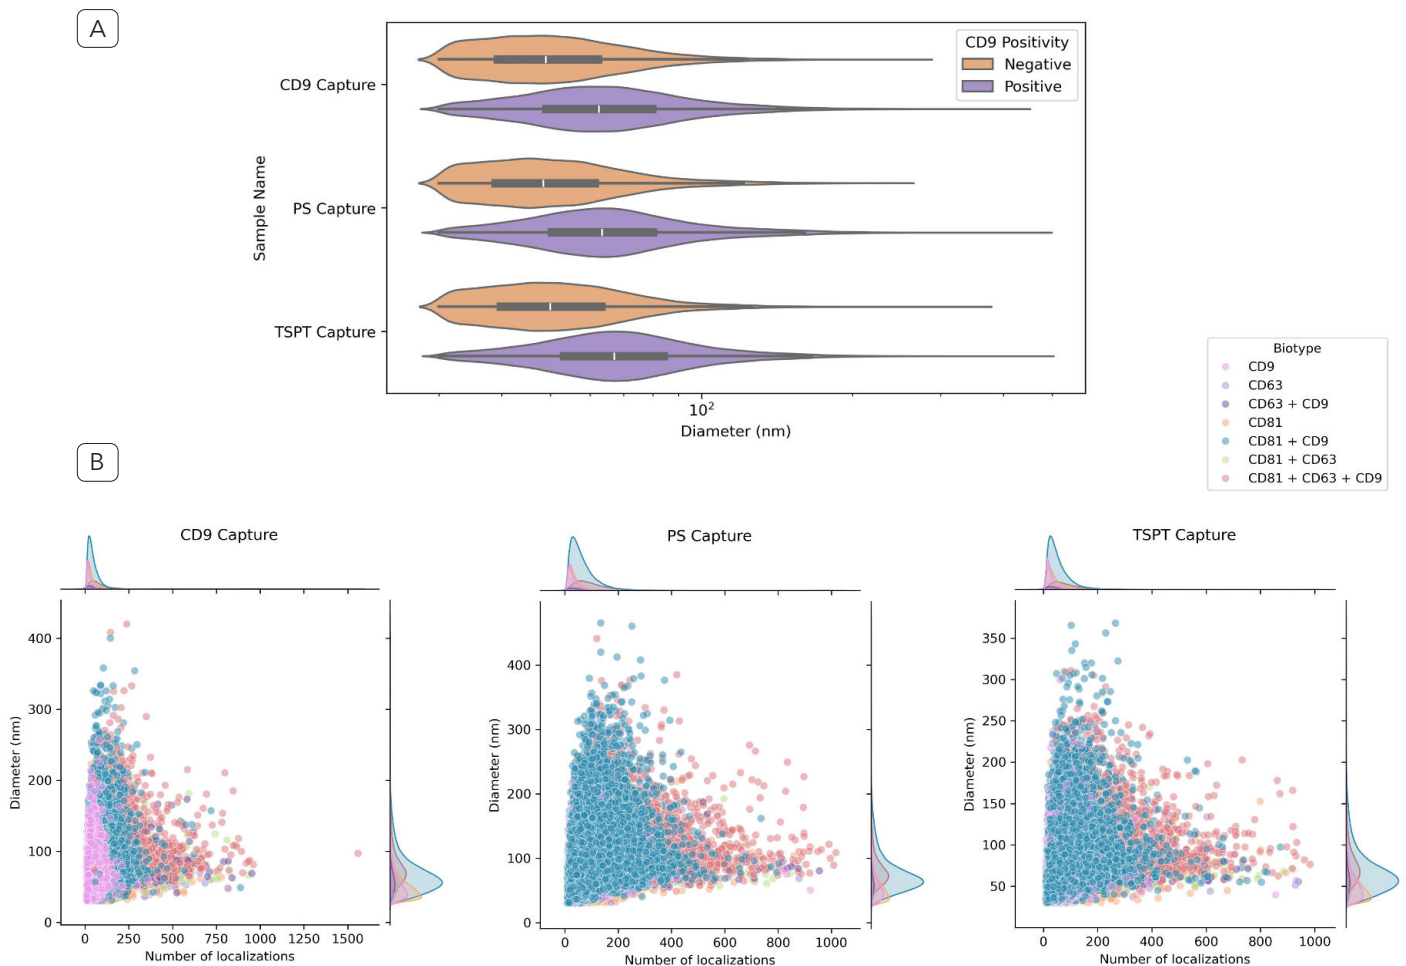 A
CD9 Positivity
Negative
Positive
CD9 Capture
PS Capture
TSPT Capture
Sample Name
10²
Diameter (nm)
Biotype
CD9
CD63
CD63 + CD9
CD81
CD81 + CD9
CD81 + CD63
CD81 + CD63 + CD9
B
CD9 Capture
400
300
200
100
0
Diameter (nm)
0 250 500 750 1000 1250 1500
Number of localizations
PS Capture
400
300
200
100
0
Diameter (nm)
0 200 400 600 800 1000
Number of localizations
TSPT Capture
350
300
250
200
150
100
50
Diameter (nm)
0 200 400 600 800 1000
Number of localizations